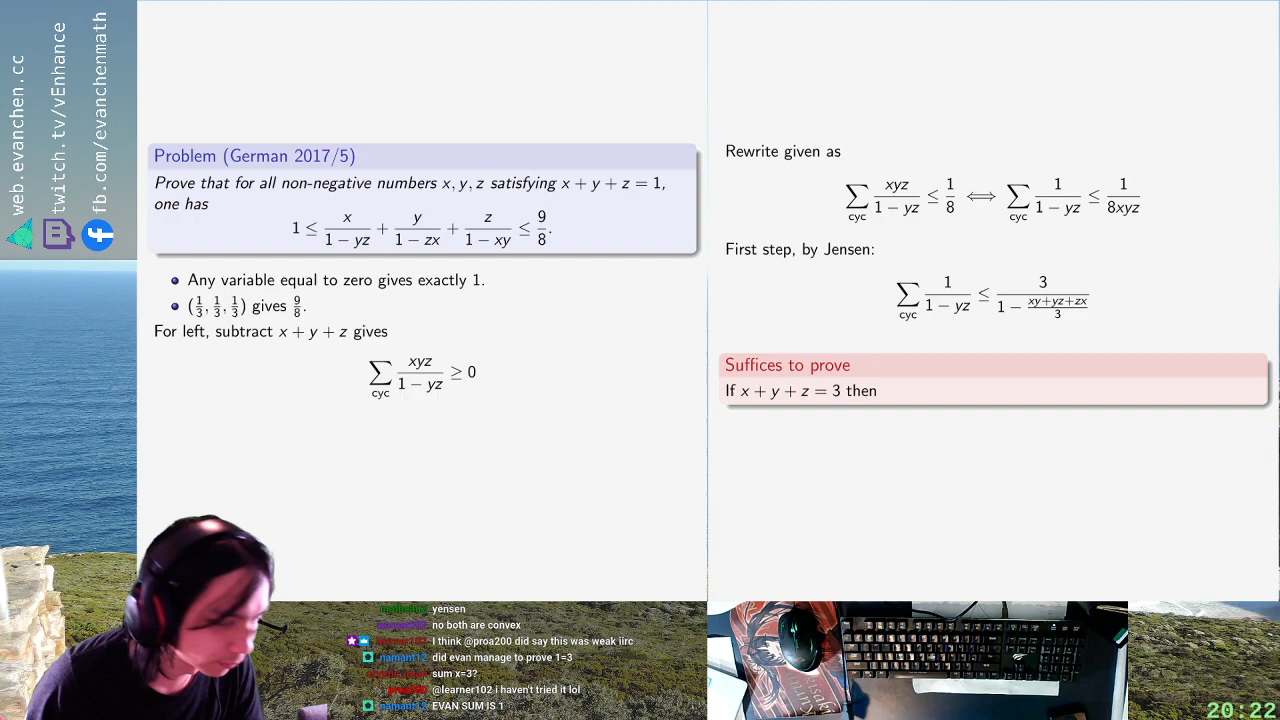 web.evanchen.cc
twitch.tv/vEnhance
fb.com/evanchenmath
Problem (German 2017/5)
Prove that for all non-negative numbers x, y, z satisfying x + y + z = 1,
one has
1 ≤ x/(1 − yz) + y/(1 − zx) + z/(1 − xy) ≤ 9/8.
Any variable equal to zero gives exactly 1.
(1/3, 1/3, 1/3) gives 9/8.
For left, subtract x + y + z gives
∑cyc xyz/(1 − yz) ≥ 0
Rewrite given as
∑cyc xyz/(1 − yz) ≤ 1/8 ⟺ ∑cyc 1/(1 − yz) ≤ 1/(8xyz)
First step, by Jensen:
∑cyc 1/(1 − yz) ≤ 3/(1 − (xy+yz+zx)/3)
Suffices to prove
If x + y + z = 3 then
yensen
no both are convex
I think @proa200 did say this was weak iirc
namant12: did evan manage to prove 1=3
sum x=3?
@learner102 i haven't tried it lol
namant12: EVAN SUM IS 1
20:22